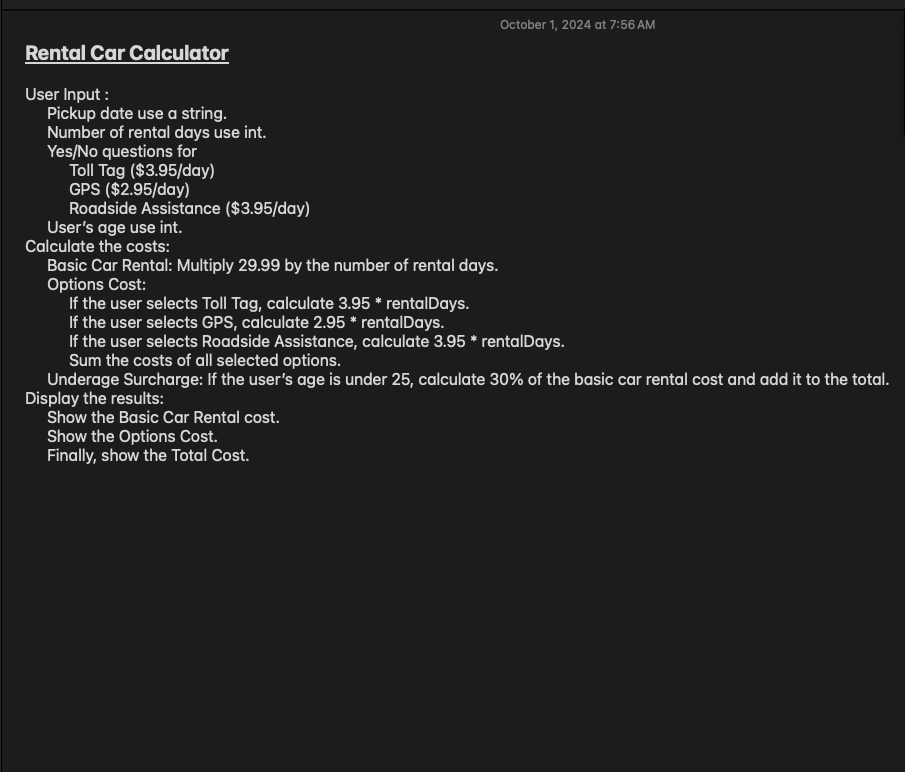 October 1, 2024 at 7:56 AM
Rental Car Calculator
User Input :
Pickup date use a string.
Number of rental days use int.
Yes/No questions for
Toll Tag ($3.95/day)
GPS ($2.95/day)
Roadside Assistance ($3.95/day)
User’s age use int.
Calculate the costs:
Basic Car Rental: Multiply 29.99 by the number of rental days.
Options Cost:
If the user selects Toll Tag, calculate 3.95 * rentalDays.
If the user selects GPS, calculate 2.95 * rentalDays.
If the user selects Roadside Assistance, calculate 3.95 * rentalDays.
Sum the costs of all selected options.
Underage Surcharge: If the user’s age is under 25, calculate 30% of the basic car rental cost and add it to the total.
Display the results:
Show the Basic Car Rental cost.
Show the Options Cost.
Finally, show the Total Cost.